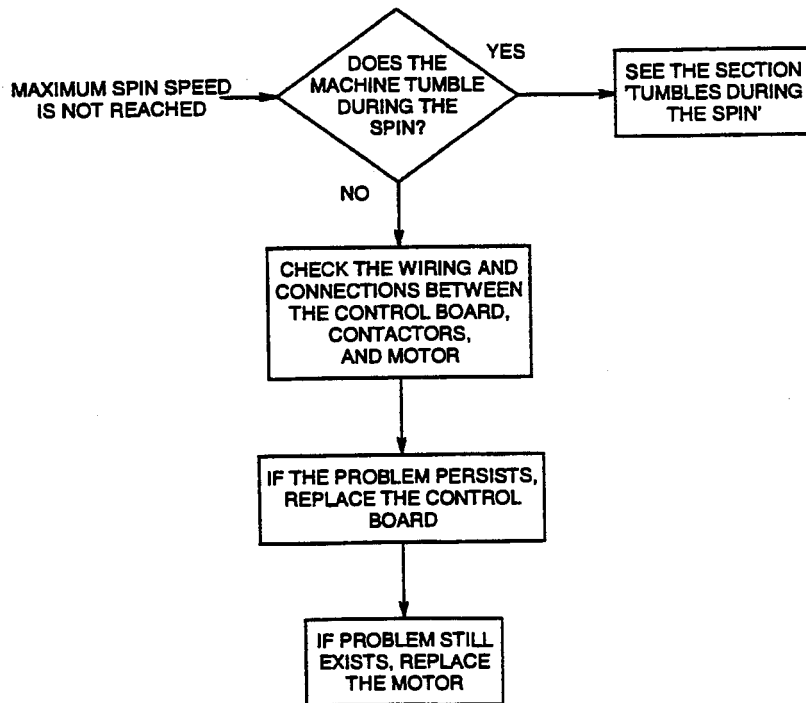 MAXIMUM SPIN SPEED
IS NOT REACHED
DOES THE
MACHINE TUMBLE
DURING THE
SPIN?
YES
SEE THE SECTION
'TUMBLES DURING
THE SPIN'
NO
CHECK THE WIRING AND
CONNECTIONS BETWEEN
THE CONTROL BOARD,
CONTACTORS,
AND MOTOR
IF THE PROBLEM PERSISTS,
REPLACE THE CONTROL
BOARD
IF PROBLEM STILL
EXISTS, REPLACE
THE MOTOR